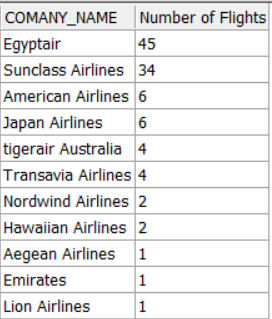 COMANY_NAME Number of Flights
Egyptair 45
Sunclass Airlines 34
American Airlines 6
Japan Airlines 6
tigerair Australia 4
Transavia Airlines 4
Nordwind Airlines 2
Hawaiian Airlines 2
Aegean Airlines 1
Emirates 1
Lion Airlines 1